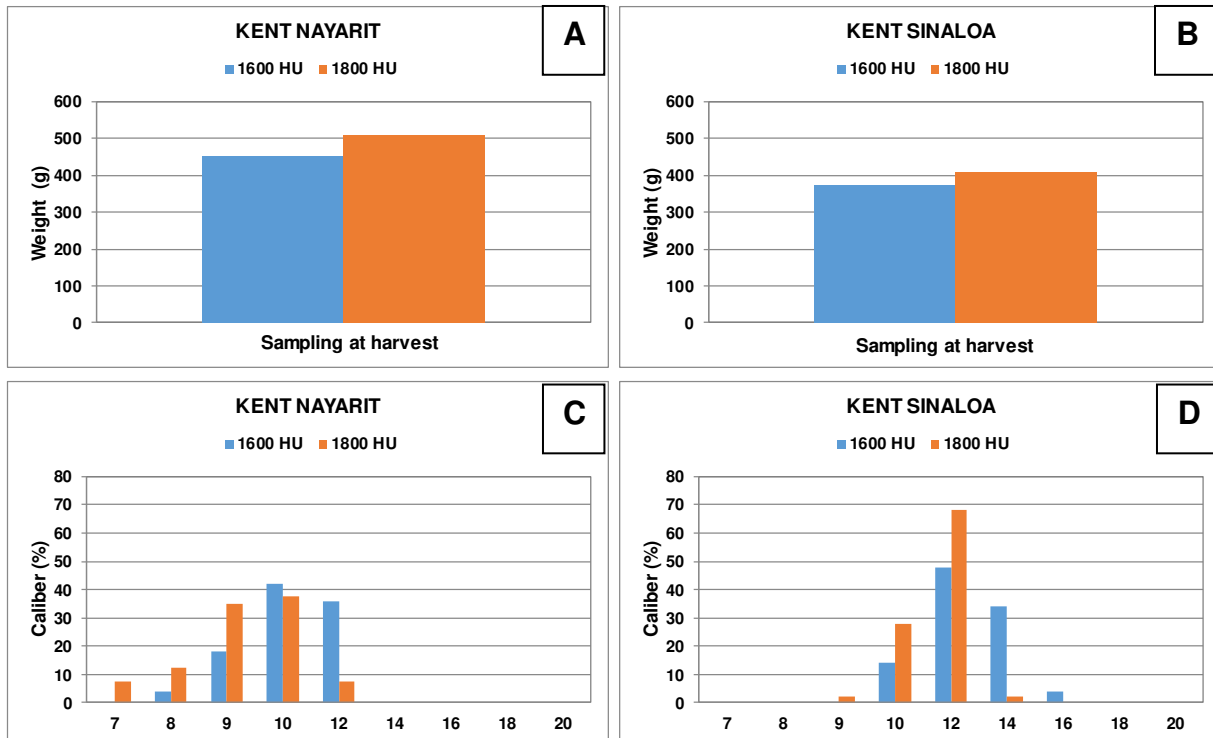 KENT NAYARIT
A
1600 HU 1800 HU
600
500
400
300
200
100
0
Weight (g)
Sampling at harvest
KENT SINALOA
B
1600 HU 1800 HU
600
500
400
300
200
100
0
Weight (g)
Sampling at harvest
KENT NAYARIT
C
1600 HU 1800 HU
80
70
60
50
40
30
20
10
0
Caliber (%)
7 8 9 10 12 14 16 18 20
KENT SINALOA
D
1600 HU 1800 HU
80
70
60
50
40
30
20
10
0
Caliber (%)
7 8 9 10 12 14 16 18 20